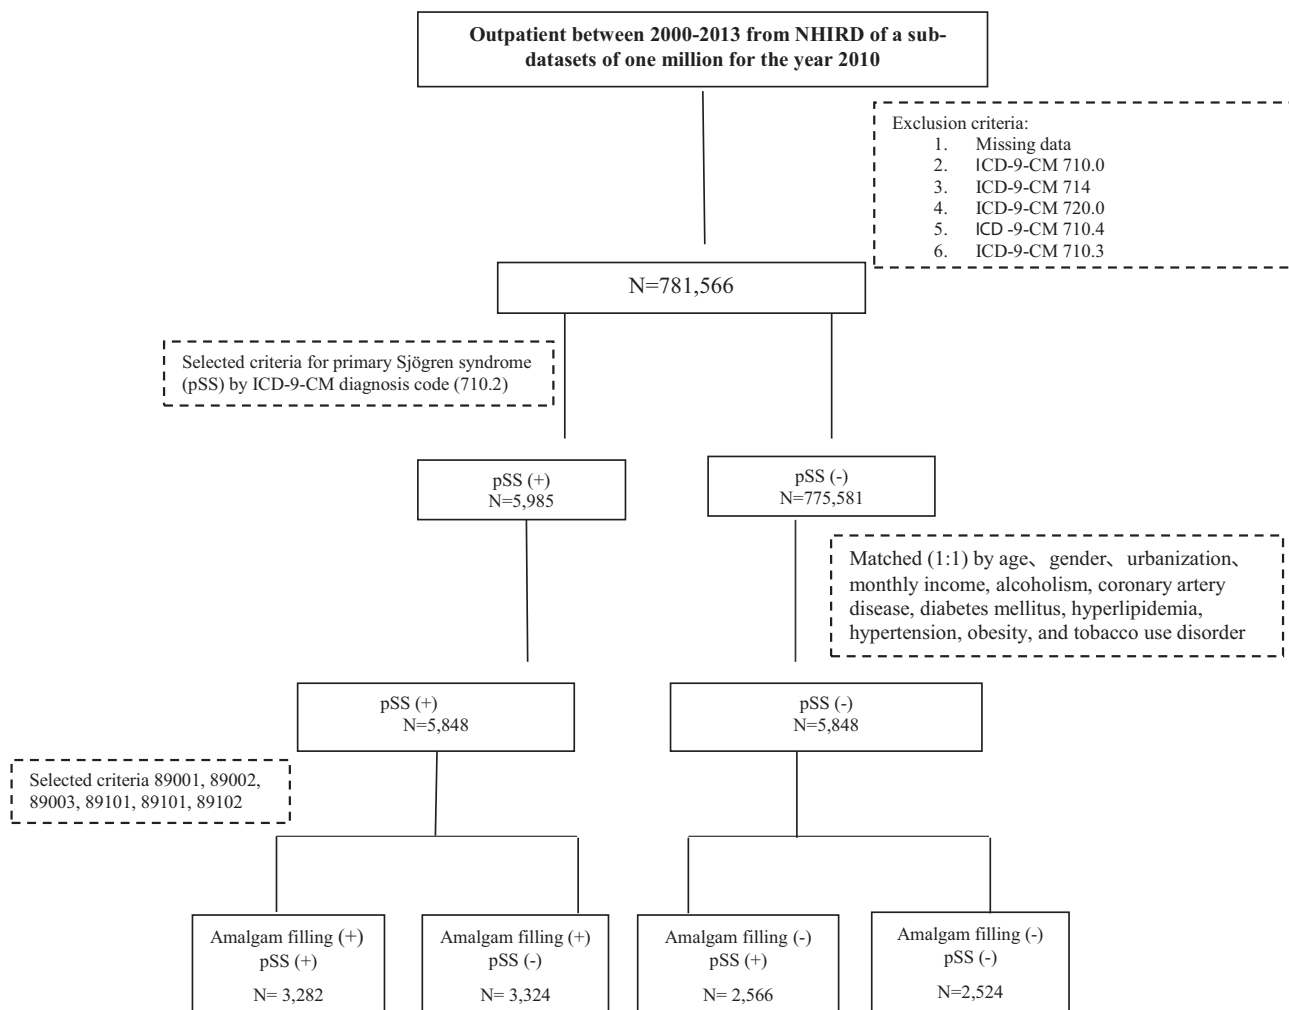 Outpatient between 2000-2013 from NHIRD of a sub-
datasets of one million for the year 2010
Exclusion criteria:
1. Missing data
2. ICD-9-CM 710.0
3. ICD-9-CM 714
4. ICD-9-CM 720.0
5. ICD -9-CM 710.4
6. ICD-9-CM 710.3
N=781,566
Selected criteria for primary Sjögren syndrome
(pSS) by ICD-9-CM diagnosis code (710.2)
pSS (+)
N=5,985
pSS (-)
N=775,581
Matched (1:1) by age、gender、urbanization、
monthly income, alcoholism, coronary artery
disease, diabetes mellitus, hyperlipidemia,
hypertension, obesity, and tobacco use disorder
pSS (+)
N=5,848
pSS (-)
N=5,848
Selected criteria 89001, 89002,
89003, 89101, 89101, 89102
Amalgam filling (+)
pSS (+)
N= 3,282
Amalgam filling (+)
pSS (-)
N= 3,324
Amalgam filling (-)
pSS (+)
N= 2,566
Amalgam filling (-)
pSS (-)
N=2,524